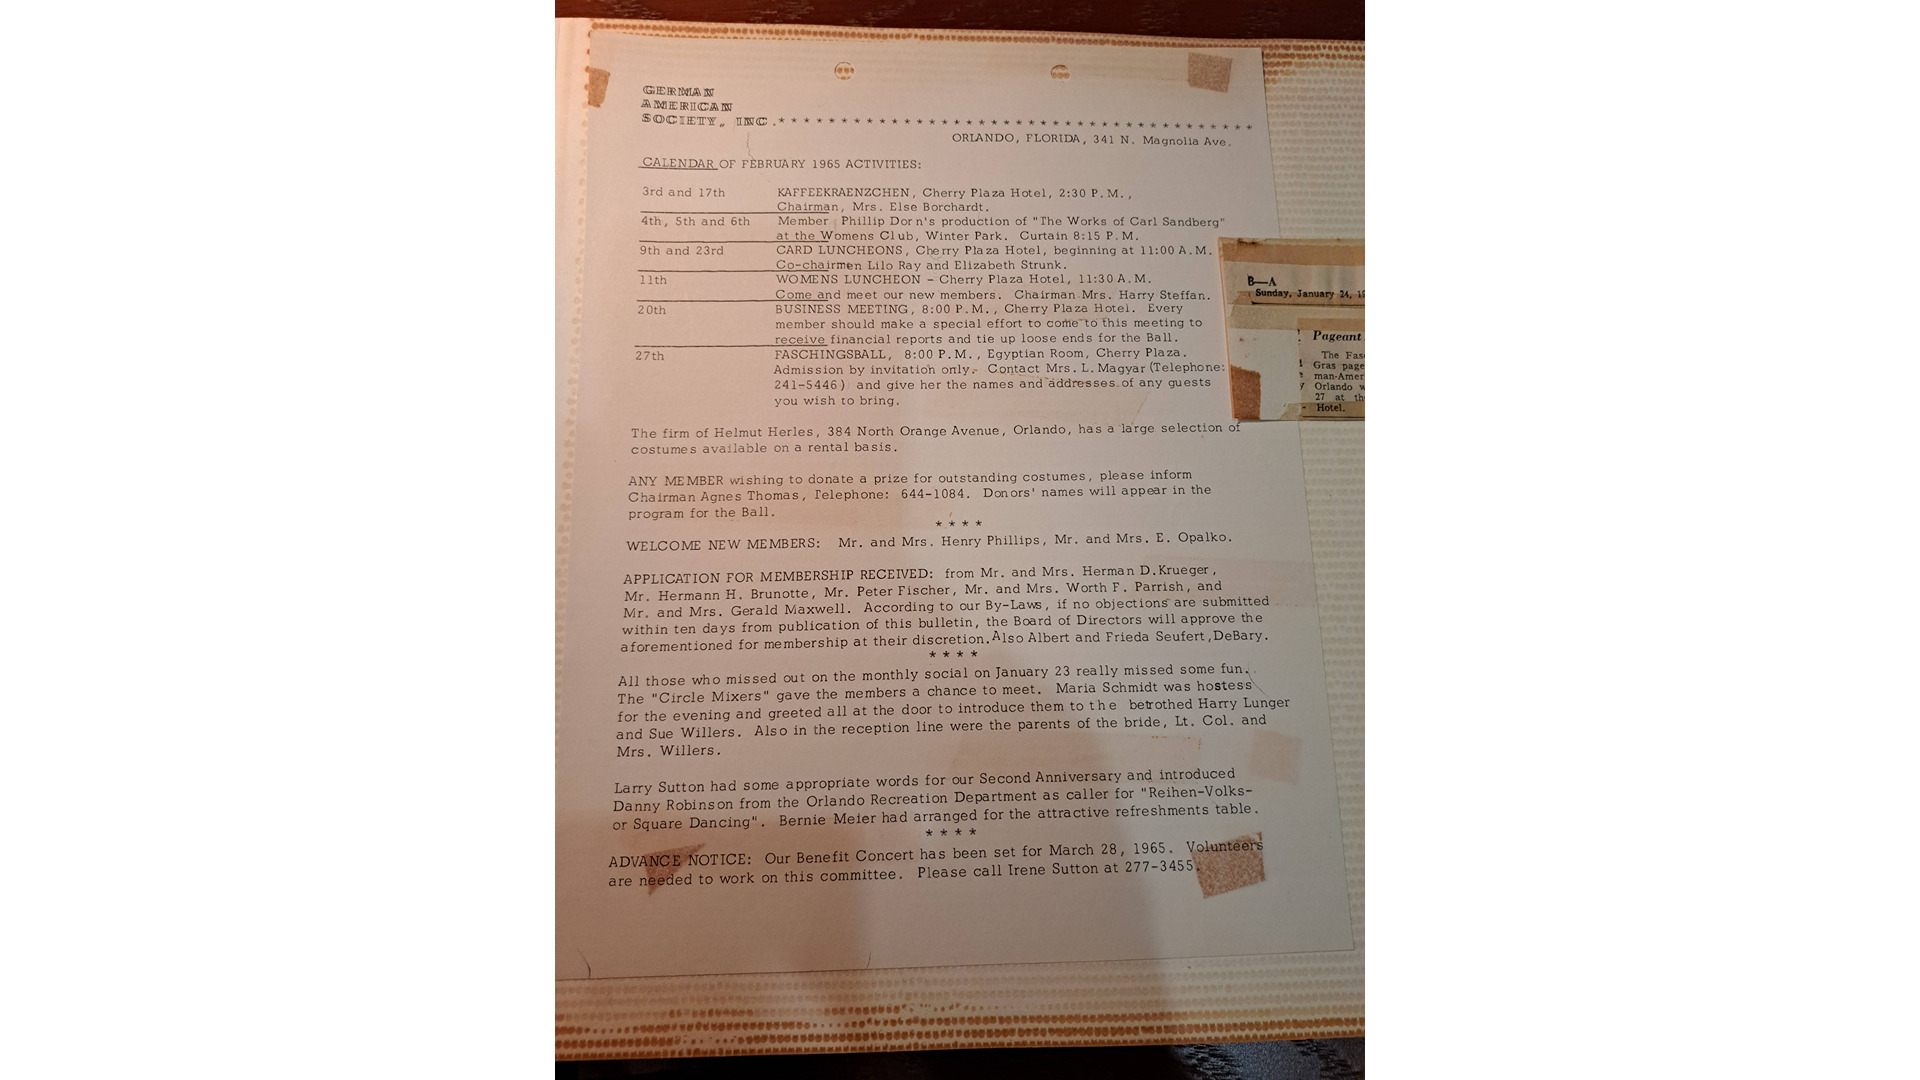 GERMAN
AMERICAN
SOCIETY, INC.**************************************
ORLANDO, FLORIDA, 341 N. Magnolia Ave.
CALENDAR OF FEBRUARY 1965 ACTIVITIES:
3rd and 17th KAFFEEKRAENZCHEN, Cherry Plaza Hotel, 2:30 P.M.,
Chairman, Mrs. Else Borchardt.
4th, 5th and 6th Member Phillip Dorn's production of "The Works of Carl Sandberg"
at the Womens Club, Winter Park. Curtain 8:15 P.M.
9th and 23rd CARD LUNCHEONS, Cherry Plaza Hotel, beginning at 11:00 A.M.
Co-chairmen Lilo Ray and Elizabeth Strunk.
11th WOMENS LUNCHEON - Cherry Plaza Hotel, 11:30 A.M.
Come and meet our new members. Chairman Mrs. Harry Steffan.
20th BUSINESS MEETING, 8:00 P.M., Cherry Plaza Hotel. Every
member should make a special effort to come to this meeting to
receive financial reports and tie up loose ends for the Ball.
27th FASCHINGSBALL, 8:00 P.M., Egyptian Room, Cherry Plaza.
Admission by invitation only. Contact Mrs. L. Magyar (Telephone:
241-5446) and give her the names and addresses of any guests
you wish to bring.
The firm of Helmut Herles, 384 North Orange Avenue, Orlando, has a large selection of
costumes available on a rental basis.
ANY MEMBER wishing to donate a prize for outstanding costumes, please inform
Chairman Agnes Thomas, Telephone: 644-1084. Donors' names will appear in the
program for the Ball.
****
WELCOME NEW MEMBERS: Mr. and Mrs. Henry Phillips, Mr. and Mrs. E. Opalko.
APPLICATION FOR MEMBERSHIP RECEIVED: from Mr. and Mrs. Herman D.Krueger,
Mr. Hermann H. Brunotte, Mr. Peter Fischer, Mr. and Mrs. Worth F. Parrish, and
Mr. and Mrs. Gerald Maxwell. According to our By-Laws, if no objections are submitted
within ten days from publication of this bulletin, the Board of Directors will approve the
aforementioned for membership at their discretion. Also Albert and Frieda Seufert,DeBary.
****
All those who missed out on the monthly social on January 23 really missed some fun.
The "Circle Mixers" gave the members a chance to meet. Maria Schmidt was hostess
for the evening and greeted all at the door to introduce them to the betrothed Harry Lunger
and Sue Willers. Also in the reception line were the parents of the bride, Lt. Col. and
Mrs. Willers.
Larry Sutton had some appropriate words for our Second Anniversary and introduced
Danny Robinson from the Orlando Recreation Department as caller for "Reihen-Volks-
or Square Dancing". Bernie Meier had arranged for the attractive refreshments table.
****
ADVANCE NOTICE: Our Benefit Concert has been set for March 28, 1965. Volunteers
are needed to work on this committee. Please call Irene Sutton at 277-3455.
B—A
Sunday, January 24, 19
Pageant
The Fas
Gras page
man-Amer
Orlando w
27 at th
Hotel.